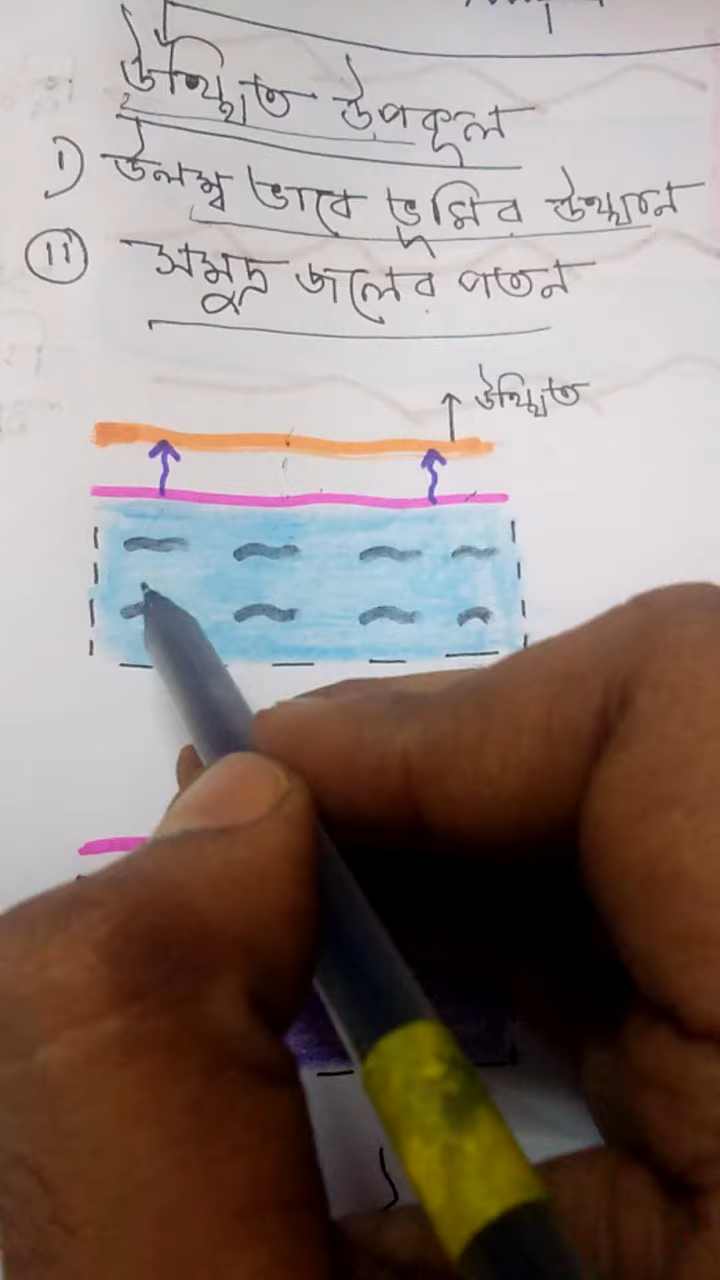 উত্থিত উপকূল
i) উলম্ব ভাবে ভূমির উত্থান
ii) সমুদ্র জলের পতন
উত্থিত